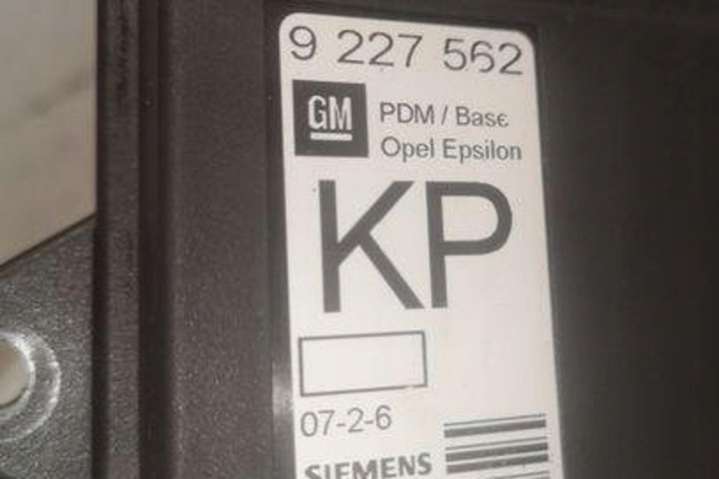 9 227 562
GM
PDM / Base
Opel Epsilon
KP
07-2-6
SIEMENS